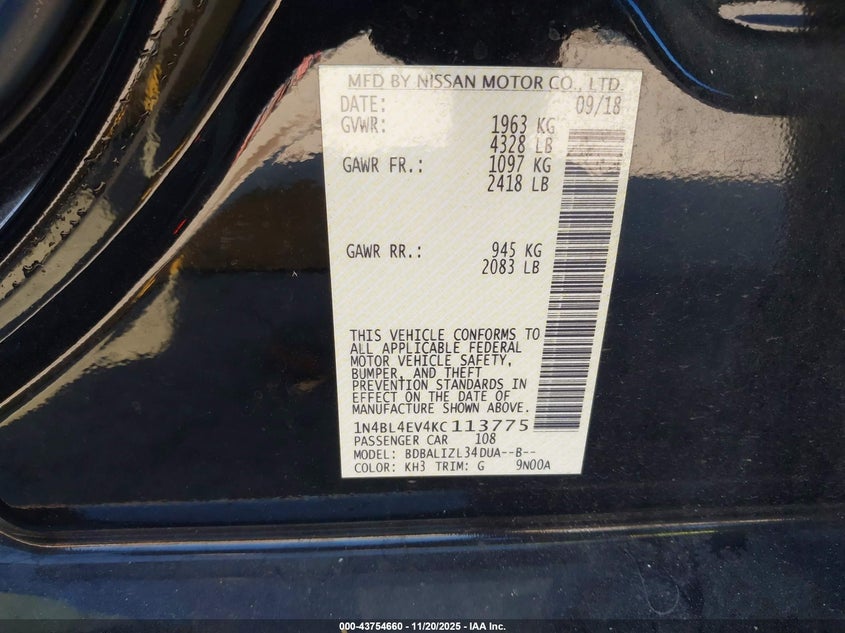 MFD BY NISSAN MOTOR CO., LTD.
DATE: 09/18
GVWR: 1963 KG
4328 LB
GAWR FR.: 1097 KG
2418 LB
GAWR RR.: 945 KG
2083 LB
THIS VEHICLE CONFORMS TO
ALL APPLICABLE FEDERAL
MOTOR VEHICLE SAFETY,
BUMPER, AND THEFT
PREVENTION STANDARDS IN
EFFECT ON THE DATE OF
MANUFACTURE SHOWN ABOVE.
1N4BL4EV4KC113775
PASSENGER CAR 108
MODEL: BDBALIZL34DUA--B--
COLOR: KH3 TRIM: G 9N00A
000-43754660 - 11/20/2025 - IAA Inc.